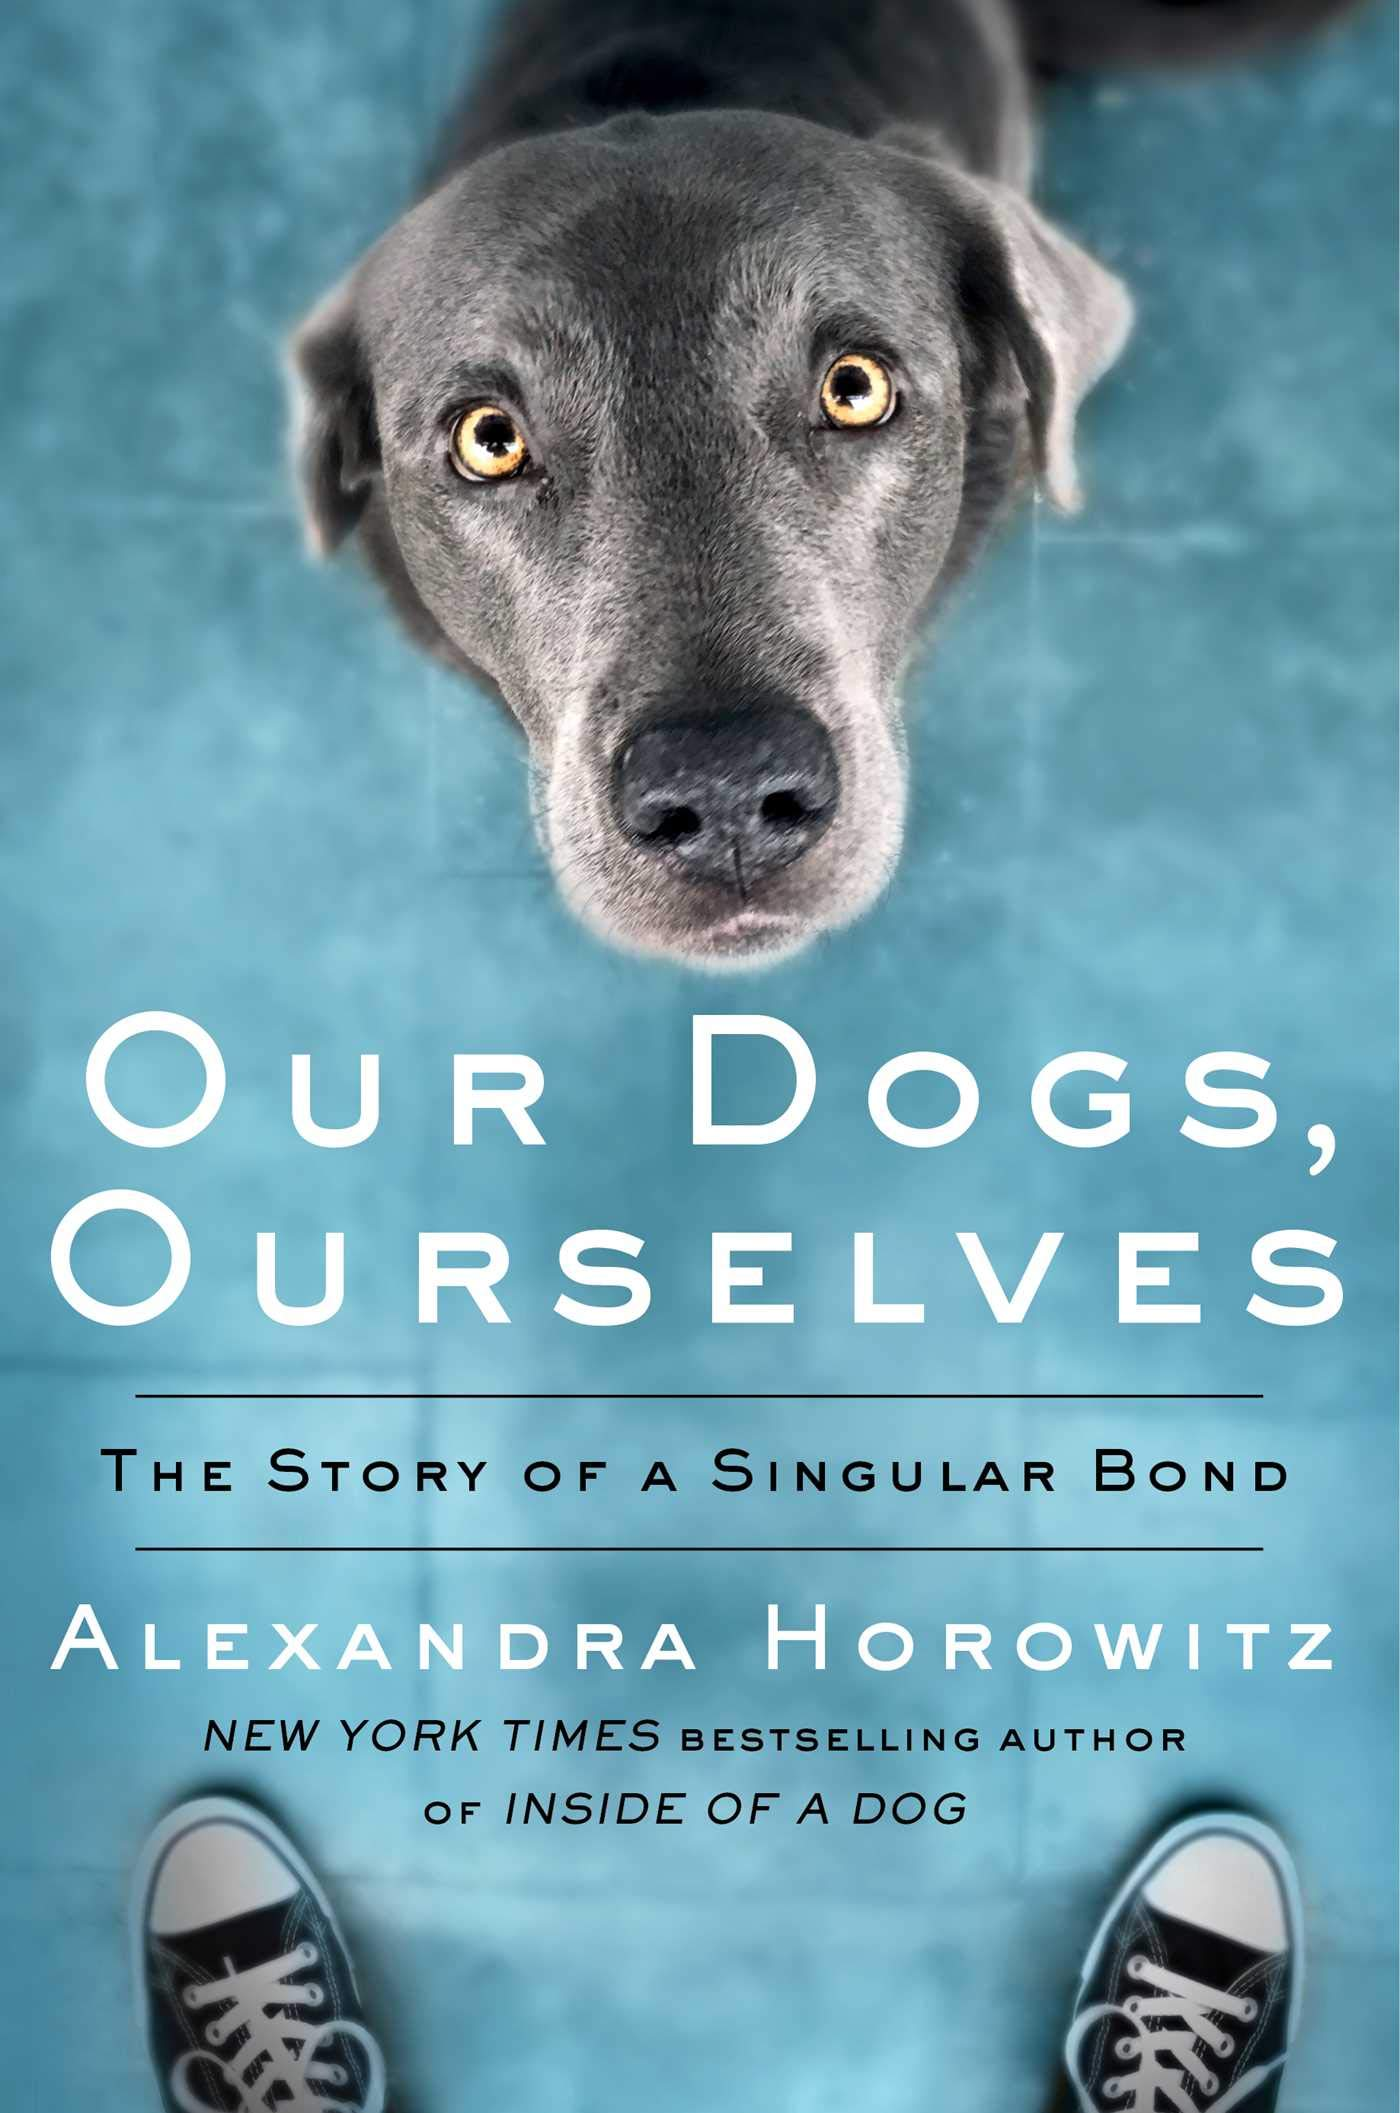 OUR DOGS,
OURSELVES
THE STORY OF A SINGULAR BOND
ALEXANDRA HOROWITZ
NEW YORK TIMES BESTSELLING AUTHOR
OF INSIDE OF A DOG